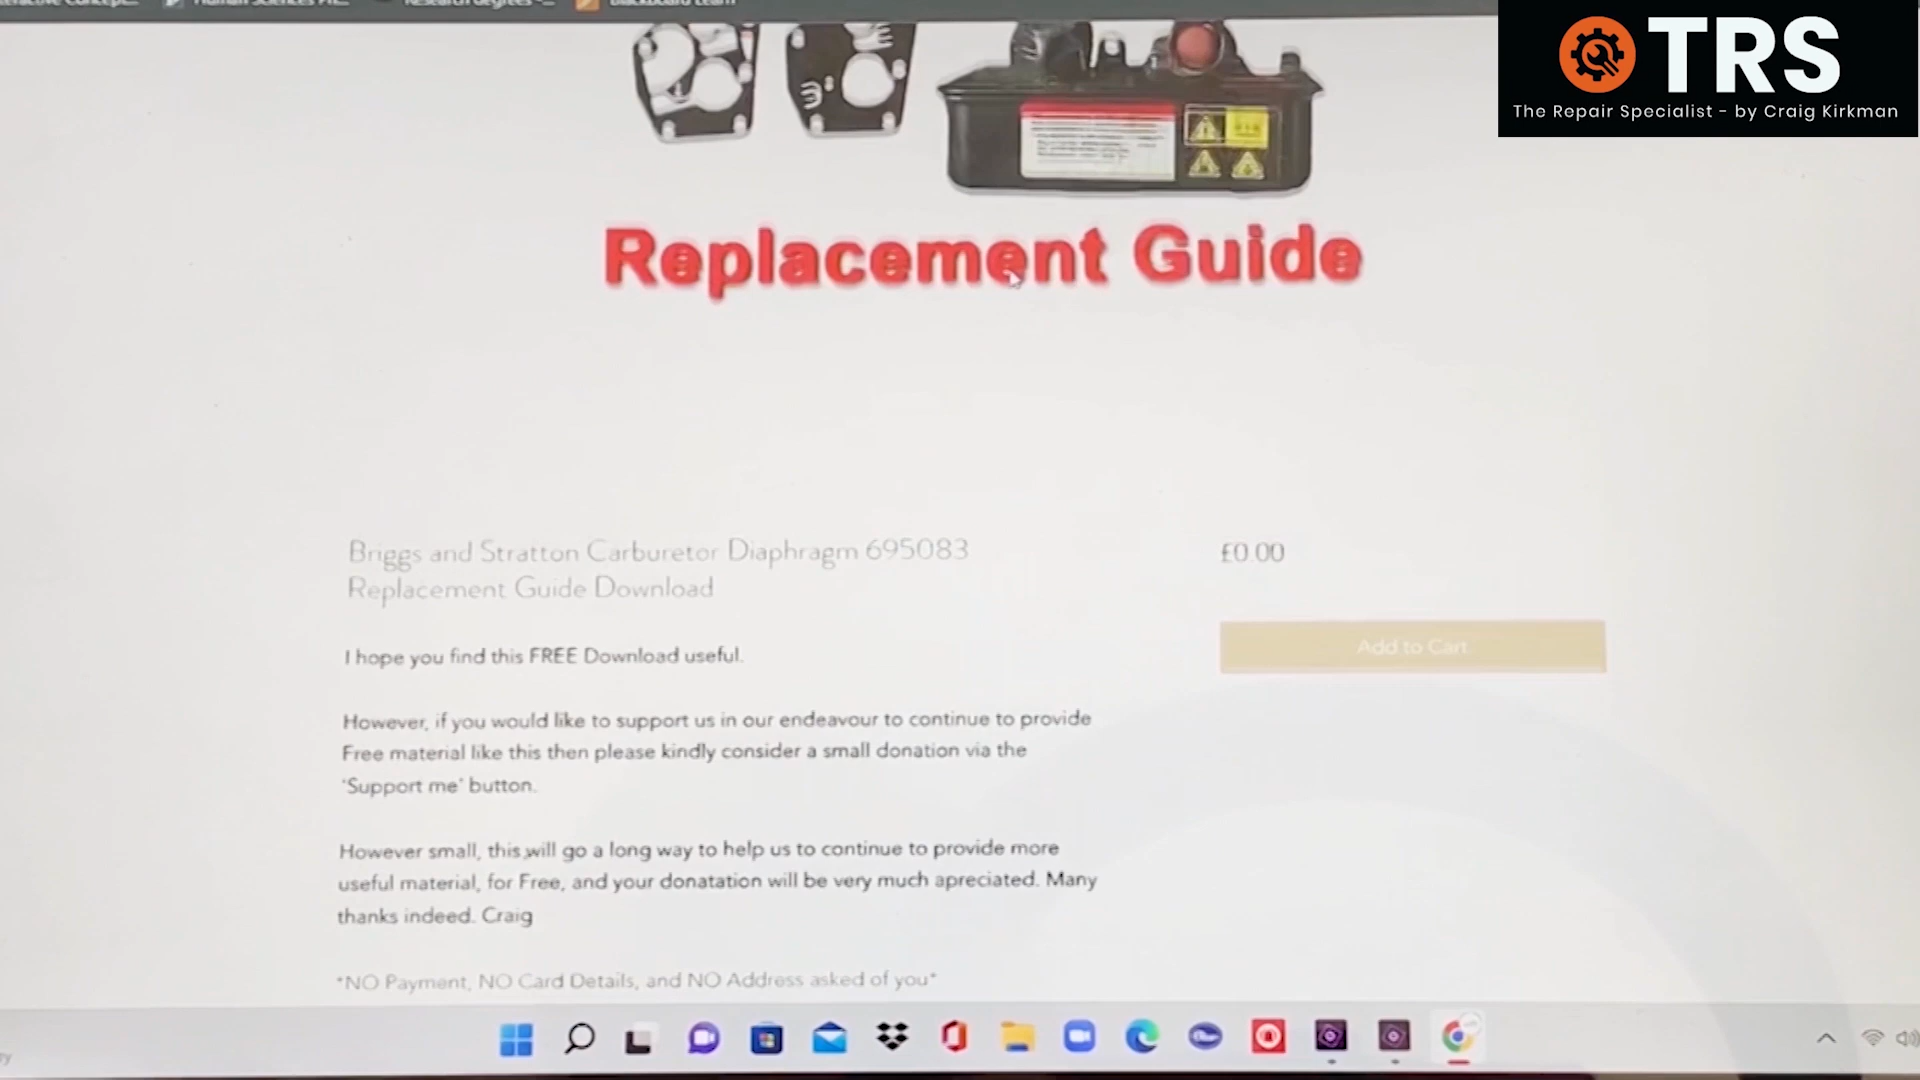 TRS
The Repair Specialist - by Craig Kirkman
Replacement Guide
Briggs and Stratton Carburetor Diaphragm 695083
Replacement Guide Download
£0.00
Add to Cart
I hope you find this FREE Download useful.
However, if you would like to support us in our endeavour to continue to provide
Free material like this then please kindly consider a small donation via the
'Support me' button.
However small, this will go a long way to help us to continue to provide more
useful material, for Free, and your donatation will be very much apreciated. Many
thanks indeed. Craig
*NO Payment, NO Card Details, and NO Address asked of you*